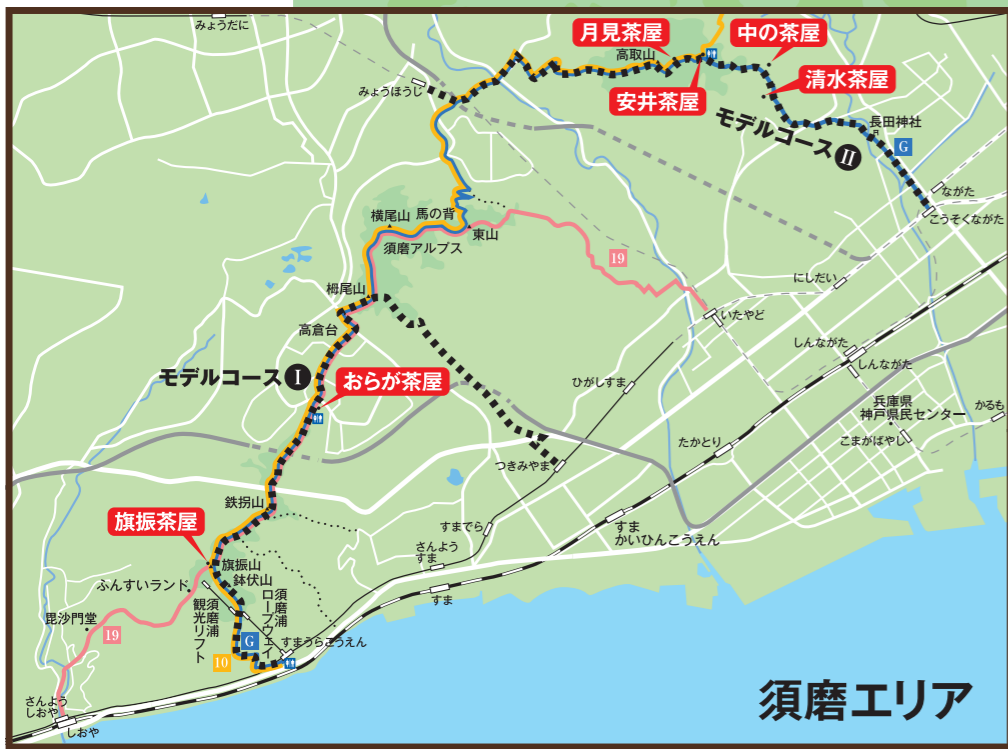 みょうだに
月見茶屋
高取山
中の茶屋
みょうほうじ
安井茶屋
清水茶屋
モデルコースⅡ
長田神社
G
ながた
こうそくながた
横尾山
馬の背
東山
須磨アルプス
19
にしだい
栂尾山
いたやど
高倉台
しんながた
しんながた
モデルコースⅠ
おらが茶屋
ひがしすま
兵庫県
神戸県民センター
かるも
こまがばやし
たかとり
つきみやま
鉄拐山
旗振茶屋
すまでら
すま
かいひんこうえん
さんよう
すま
旗振山
鉢伏山
ふんすいランド
すま
須磨浦
ロープウェイ
須磨浦
観光リフト
毘沙門堂
19
G
10
すまうらこうえん
さんよう
しおや
しおや
須磨エリア